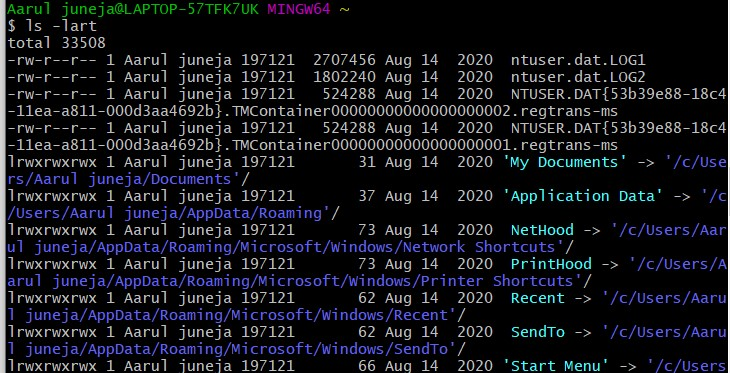 Aarul juneja@LAPTOP-57TFK7UK MINGW64 ~
$ ls -lart
total 33508
-rw-r--r-- 1 Aarul juneja 197121  2707456 Aug 14  2020  ntuser.dat.LOG1
-rw-r--r-- 1 Aarul juneja 197121  1802240 Aug 14  2020  ntuser.dat.LOG2
-rw-r--r-- 1 Aarul juneja 197121   524288 Aug 14  2020  NTUSER.DAT{53b39e88-18c4
-11ea-a811-000d3aa4692b}.TMContainer00000000000000000002.regtrans-ms
-rw-r--r-- 1 Aarul juneja 197121   524288 Aug 14  2020  NTUSER.DAT{53b39e88-18c4
-11ea-a811-000d3aa4692b}.TMContainer00000000000000000001.regtrans-ms
lrwxrwxrwx 1 Aarul juneja 197121       31 Aug 14  2020 'My Documents' -> '/c/Use
rs/Aarul juneja/Documents'/
lrwxrwxrwx 1 Aarul juneja 197121       37 Aug 14  2020 'Application Data' -> '/c
/Users/Aarul juneja/AppData/Roaming'/
lrwxrwxrwx 1 Aarul juneja 197121       73 Aug 14  2020  NetHood -> '/c/Users/Aar
ul juneja/AppData/Roaming/Microsoft/Windows/Network Shortcuts'/
lrwxrwxrwx 1 Aarul juneja 197121       73 Aug 14  2020  PrintHood -> '/c/Users/A
arul juneja/AppData/Roaming/Microsoft/Windows/Printer Shortcuts'/
lrwxrwxrwx 1 Aarul juneja 197121       62 Aug 14  2020  Recent -> '/c/Users/Aaru
l juneja/AppData/Roaming/Microsoft/Windows/Recent'/
lrwxrwxrwx 1 Aarul juneja 197121       62 Aug 14  2020  SendTo -> '/c/Users/Aaru
l juneja/AppData/Roaming/Microsoft/Windows/SendTo'/
lrwxrwxrwx 1 Aarul juneja 197121       66 Aug 14  2020 'Start Menu' -> '/c/Users